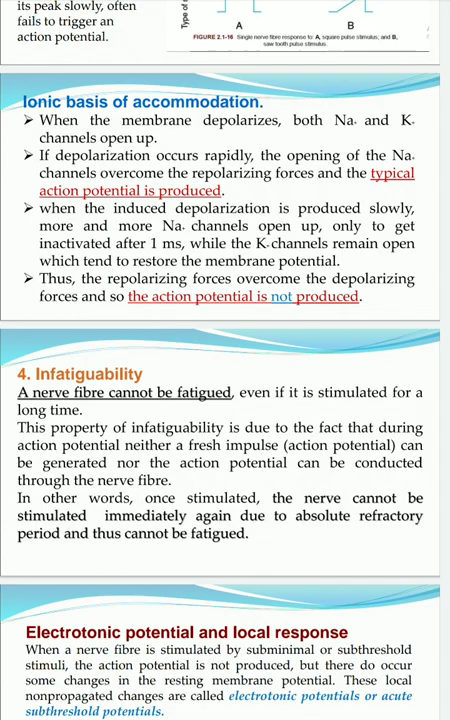 its peak slowly, often
fails to trigger an
action potential.
Type of
A
B
FIGURE 2.1-16 Single nerve fibre response to: A, square pulse stimulus; and B,
saw tooth pulse stimulus.
Ionic basis of accommodation.
➤ When the membrane depolarizes, both Na+ and K+
channels open up.
➤ If depolarization occurs rapidly, the opening of the Na+
channels overcome the repolarizing forces and the typical
action potential is produced.
➤ when the induced depolarization is produced slowly,
more and more Na+ channels open up, only to get
inactivated after 1 ms, while the K+channels remain open
which tend to restore the membrane potential.
➤ Thus, the repolarizing forces overcome the depolarizing
forces and so the action potential is not produced.
4. Infatiguability
A nerve fibre cannot be fatigued, even if it is stimulated for a
long time.
This property of infatiguability is due to the fact that during
action potential neither a fresh impulse (action potential) can
be generated nor the action potential can be conducted
through the nerve fibre.
In other words, once stimulated, the nerve cannot be
stimulated immediately again due to absolute refractory
period and thus cannot be fatigued.
Electrotonic potential and local response
When a nerve fibre is stimulated by subminimal or subthreshold
stimuli, the action potential is not produced, but there do occur
some changes in the resting membrane potential. These local
nonpropagated changes are called electrotonic potentials or acute
subthreshold potentials.